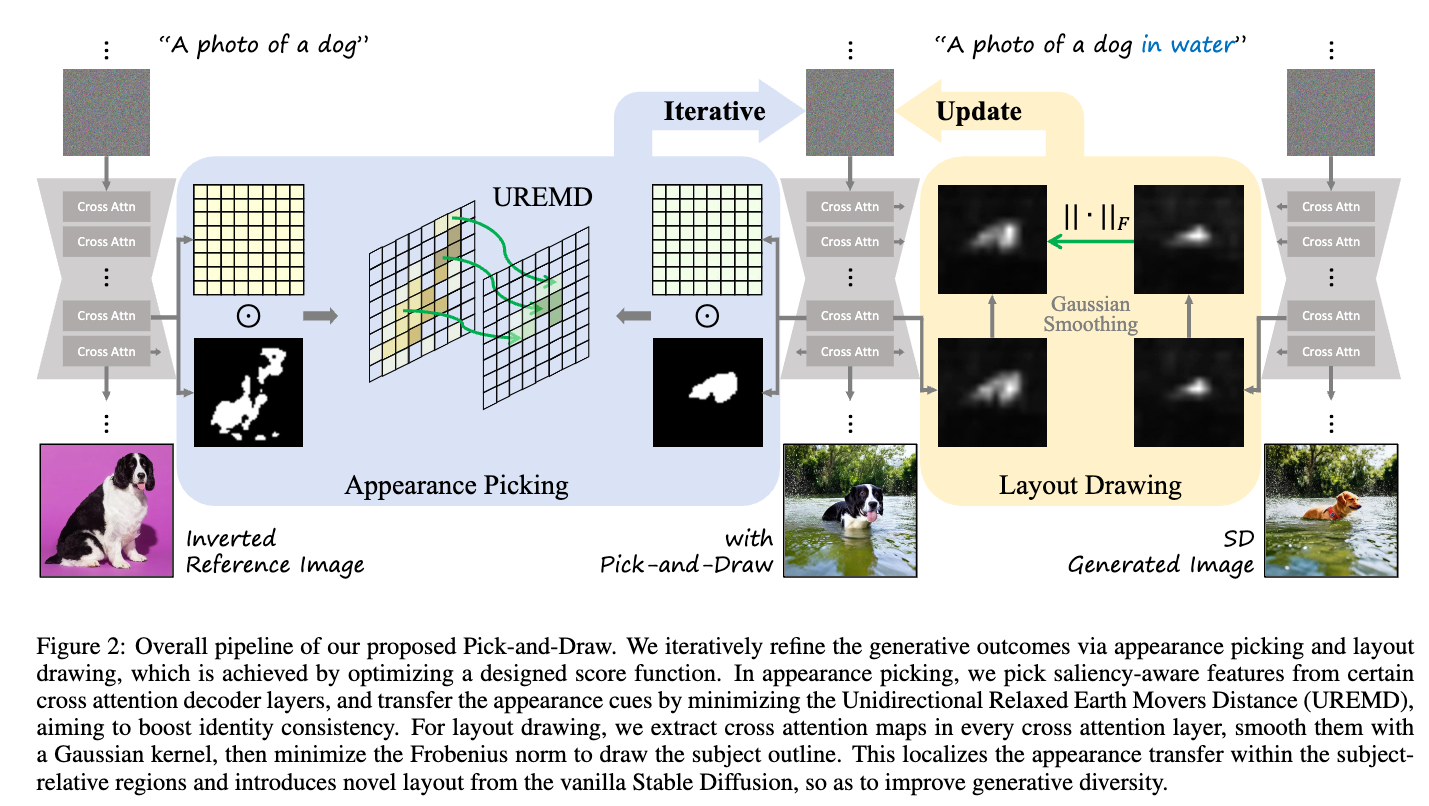 “A photo of a dog”
“A photo of a dog in water”
Iterative
Update
Cross Attn
Cross Attn
Cross Attn
Cross Attn
UREMD
Appearance Picking
Cross Attn
Cross Attn
Cross Attn
Cross Attn
|| · ||F
Gaussian
Smoothing
Layout Drawing
Cross Attn
Cross Attn
Cross Attn
Cross Attn
Inverted
Reference Image
with
Pick-and-Draw
SD
Generated Image
Figure 2: Overall pipeline of our proposed Pick-and-Draw. We iteratively refine the generative outcomes via appearance picking and layout
drawing, which is achieved by optimizing a designed score function. In appearance picking, we pick saliency-aware features from certain
cross attention decoder layers, and transfer the appearance cues by minimizing the Unidirectional Relaxed Earth Movers Distance (UREMD),
aiming to boost identity consistency. For layout drawing, we extract cross attention maps in every cross attention layer, smooth them with
a Gaussian kernel, then minimize the Frobenius norm to draw the subject outline. This localizes the appearance transfer within the subject-
relative regions and introduces novel layout from the vanilla Stable Diffusion, so as to improve generative diversity.